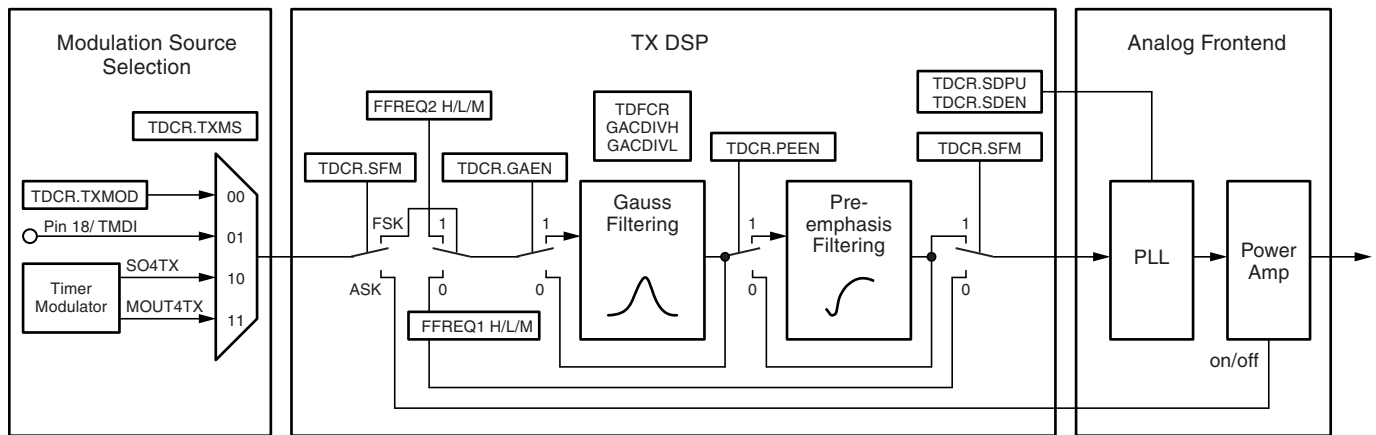 Modulation Source
Selection
TDCR.TXMS
TDCR.TXMOD
00
Pin 18/ TMDI
01
SO4TX
10
Timer
Modulator
MOUT4TX
11
TX DSP
FFREQ2 H/L/M
TDCR.SFM
TDCR.GAEN
FSK
1
1
ASK
0
0
FFREQ1 H/L/M
TDFCR
GACDIVH
GACDIVL
Gauss
Filtering
TDCR.PEEN
1
0
Pre-
emphasis
Filtering
TDCR.SDPU
TDCR.SDEN
TDCR.SFM
1
0
Analog Frontend
PLL
Power
Amp
on/off